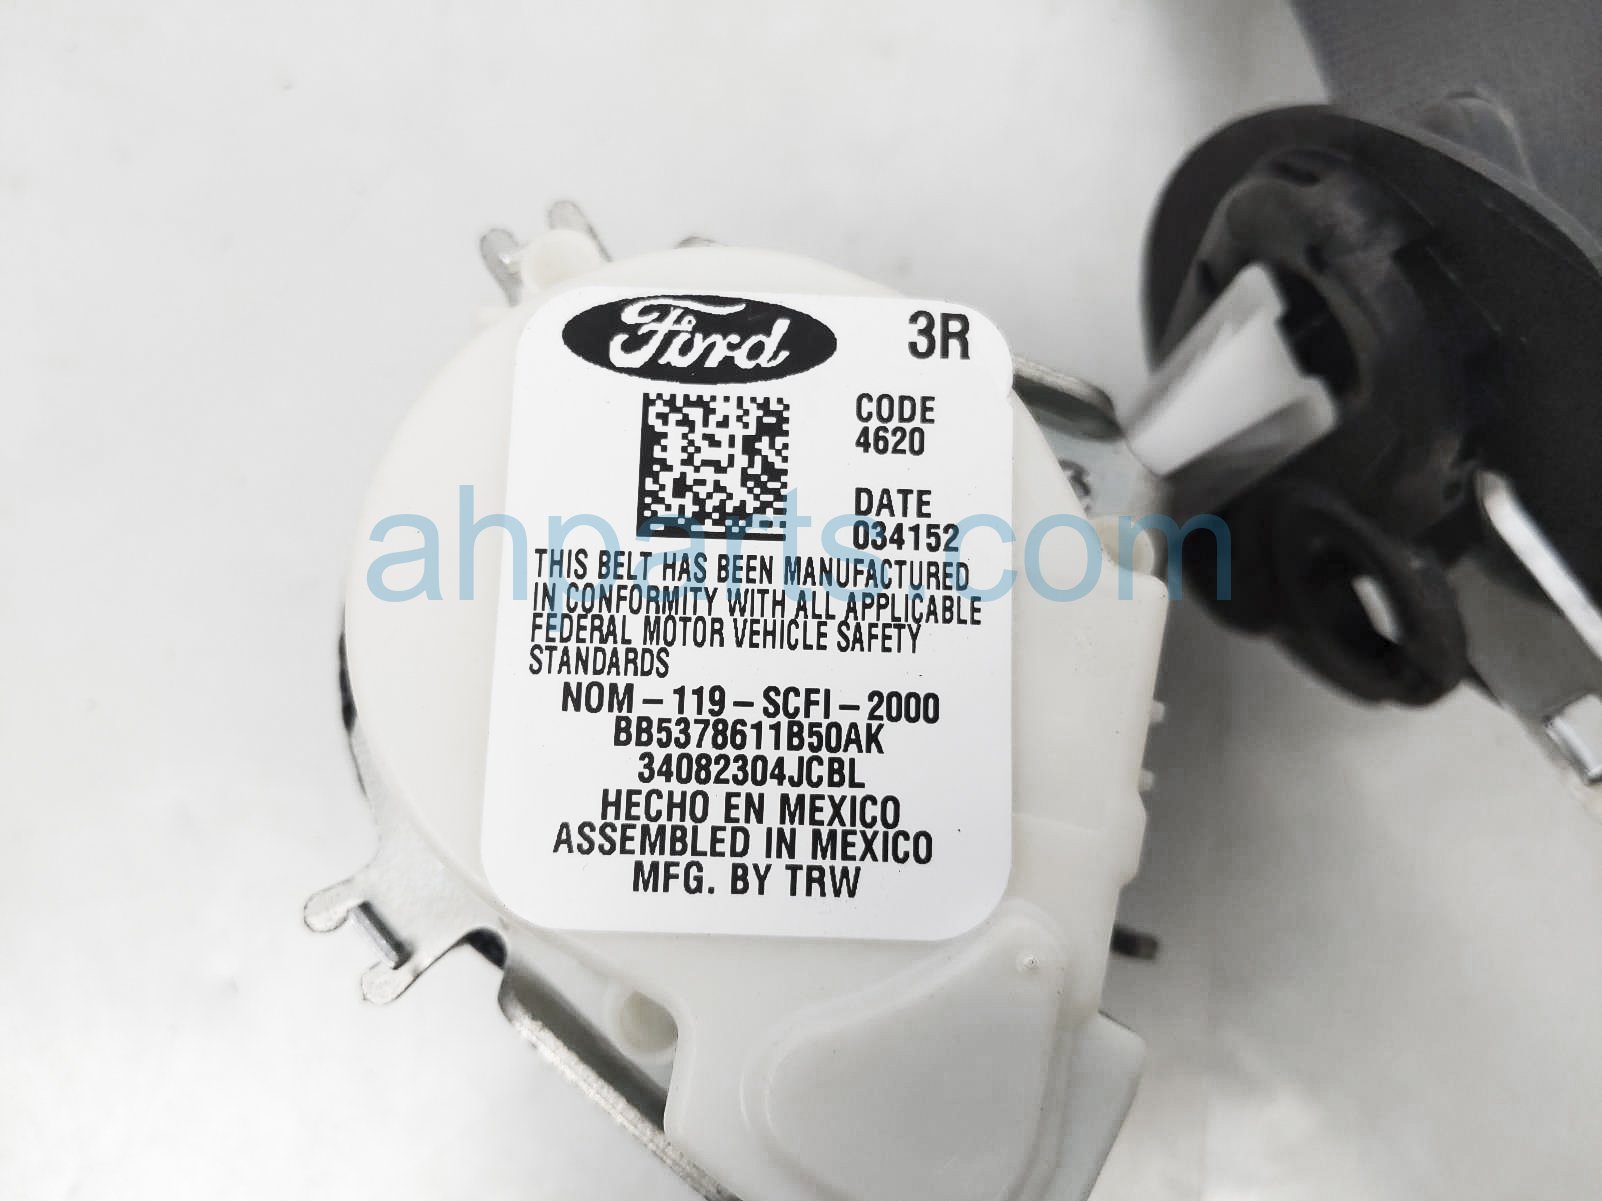 Ford
3R
CODE
4620
DATE
034152
THIS BELT HAS BEEN MANUFACTURED
IN CONFORMITY WITH ALL APPLICABLE
FEDERAL MOTOR VEHICLE SAFETY
STANDARDS
NOM-119-SCFI-2000
BB5378611B50AK
34082304JCBL
HECHO EN MEXICO
ASSEMBLED IN MEXICO
MFG. BY TRW
ahparts.com